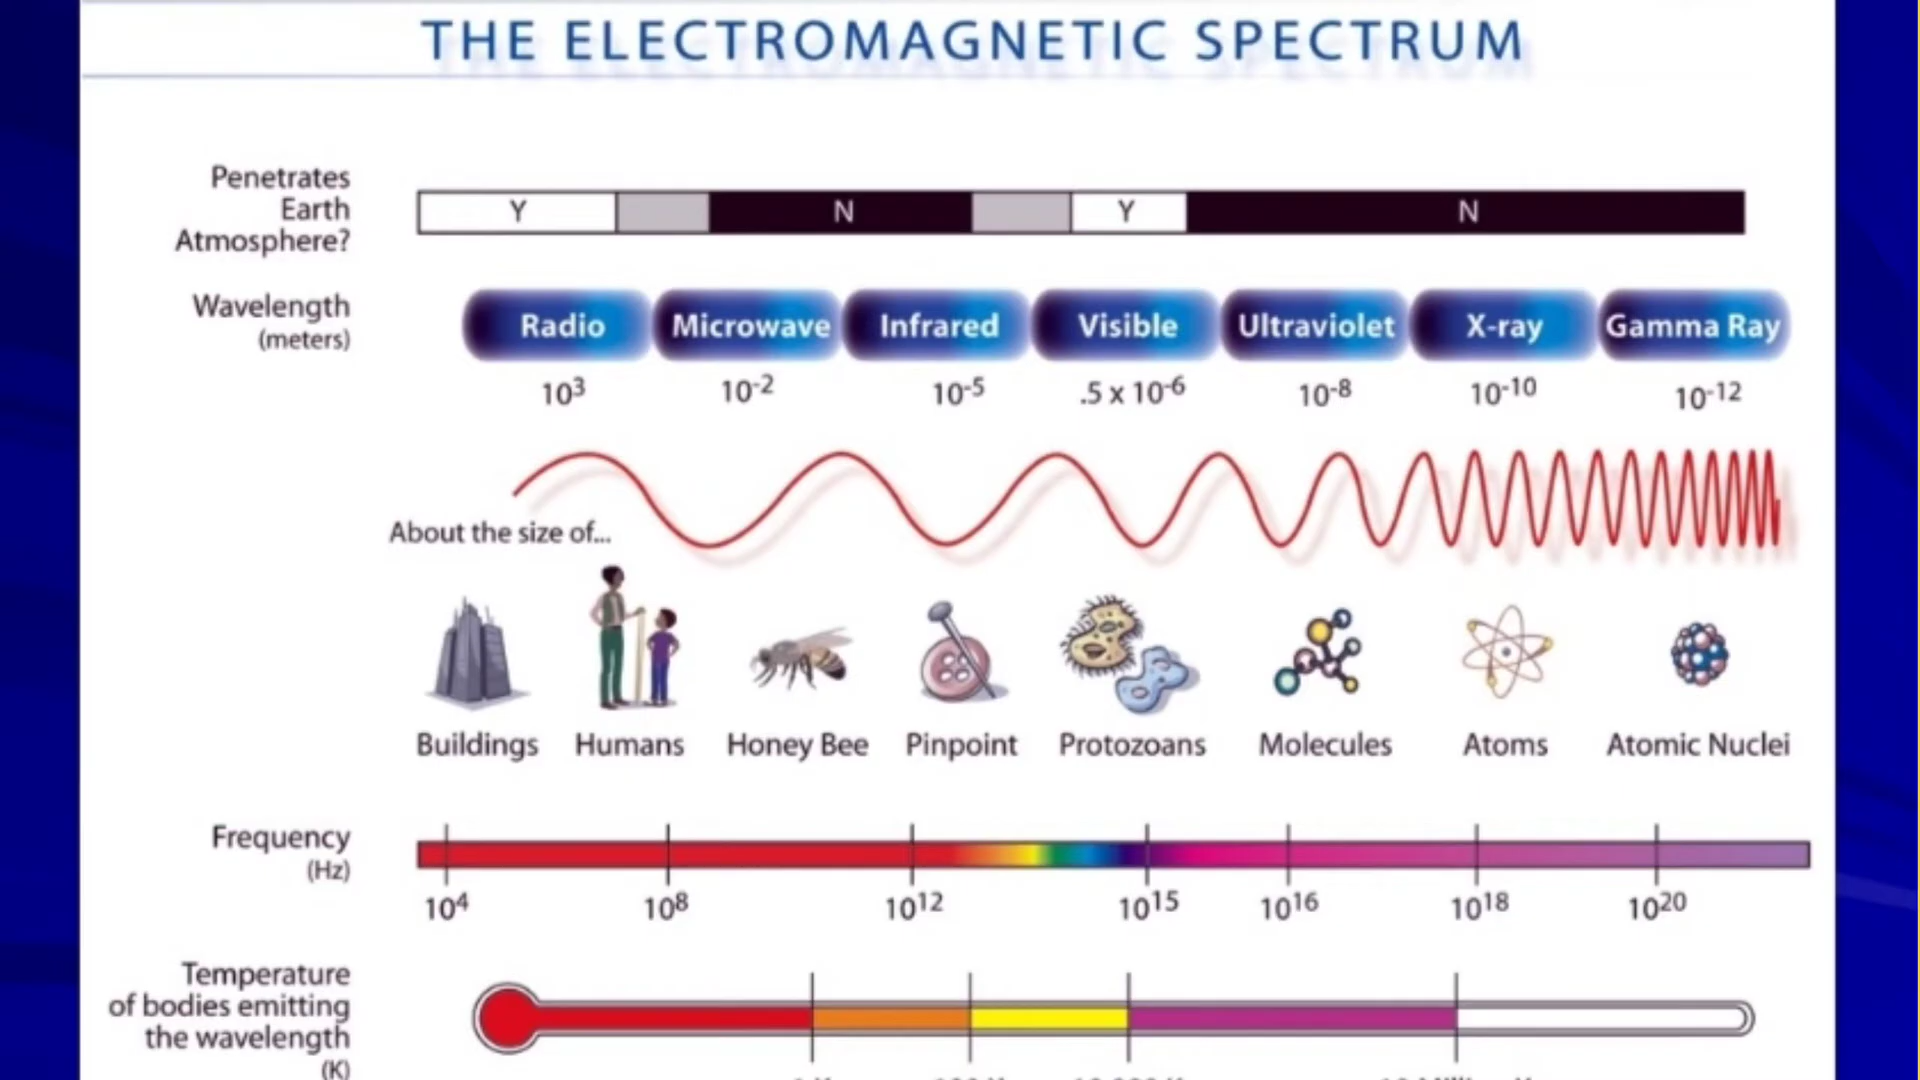 THE ELECTROMAGNETIC SPECTRUM
Penetrates
Earth
Atmosphere?
Y N Y N
Wavelength
(meters)
Radio Microwave Infrared Visible Ultraviolet X-ray Gamma Ray
10³ 10⁻² 10⁻⁵ .5 x 10⁻⁶ 10⁻⁸ 10⁻¹⁰ 10⁻¹²
About the size of...
Buildings Humans Honey Bee Pinpoint Protozoans Molecules Atoms Atomic Nuclei
Frequency
(Hz)
10⁴ 10⁸ 10¹² 10¹⁵ 10¹⁶ 10¹⁸ 10²⁰
Temperature
of bodies emitting
the wavelength
(K)